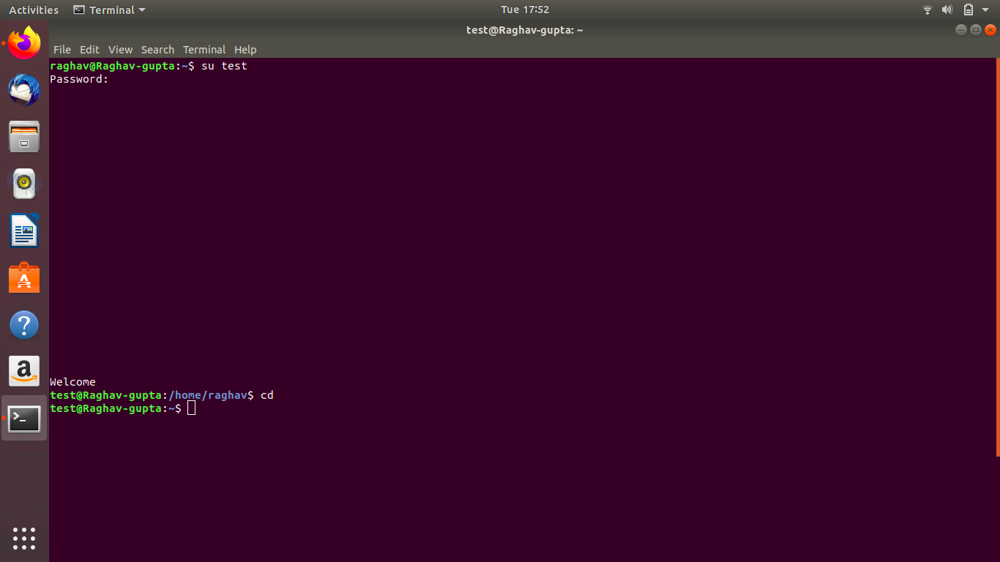 Activities Terminal Tue 17:52
test@Raghav-gupta: ~
File Edit View Search Terminal Help
raghav@Raghav-gupta:~$ su test
Password:
Welcome
test@Raghav-gupta:/home/raghav$ cd
test@Raghav-gupta:~$